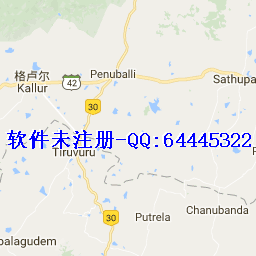 Penuballi
格卢尔
Kallur
42
Sathupa
30
软件未注册-QQ:64445322
Tiruvuru
30
Putrela
Chanubanda
palagudem